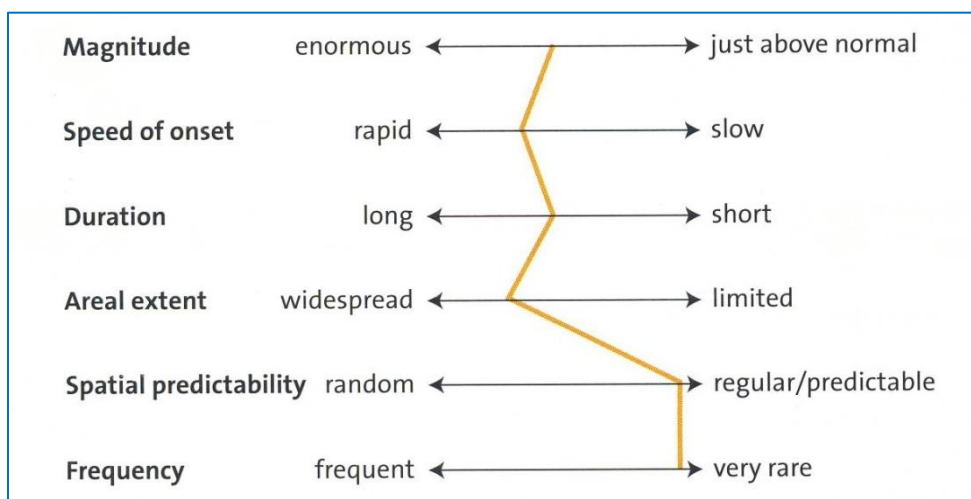 Magnitude enormous just above normal
Speed of onset rapid slow
Duration long short
Areal extent widespread limited
Spatial predictability random regular/predictable
Frequency frequent very rare